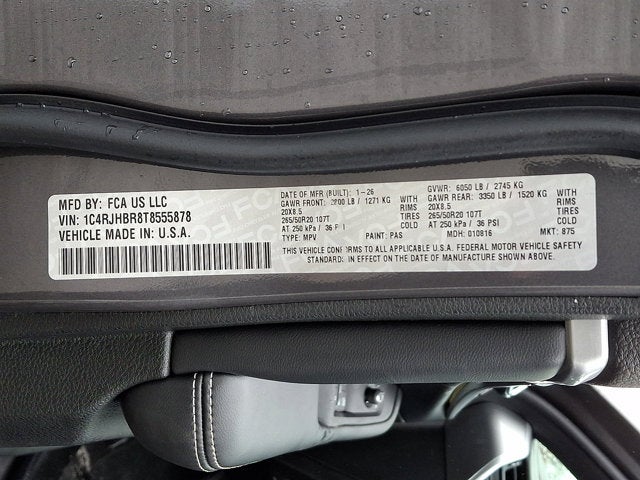 MFD BY: FCA US LLC
VIN: 1C4RJHBR8T8555878
VEHICLE MADE IN: U.S.A.
DATE OF MFR (BUILT): 1-26 GVWR: 6050 LB / 2745 KG
GAWR FRONT: 2800 LB / 1271 KG WITH GAWR REAR: 3350 LB / 1520 KG WITH
20X8.5 RIMS 20X8.5 RIMS
265/50R20 107T TIRES 265/50R20 107T TIRES
AT 250 kPa / 36 PSI COLD AT 250 kPa / 36 PSI COLD
TYPE: MPV PAINT: PAS MDH: 010816 MKT: 875
THIS VEHICLE CONFORMS TO ALL APPLICABLE U.S.A. FEDERAL MOTOR VEHICLE SAFETY
STANDARDS IN EFFECT ON THE DATE OF MANUFACTURE SHOWN ABOVE.